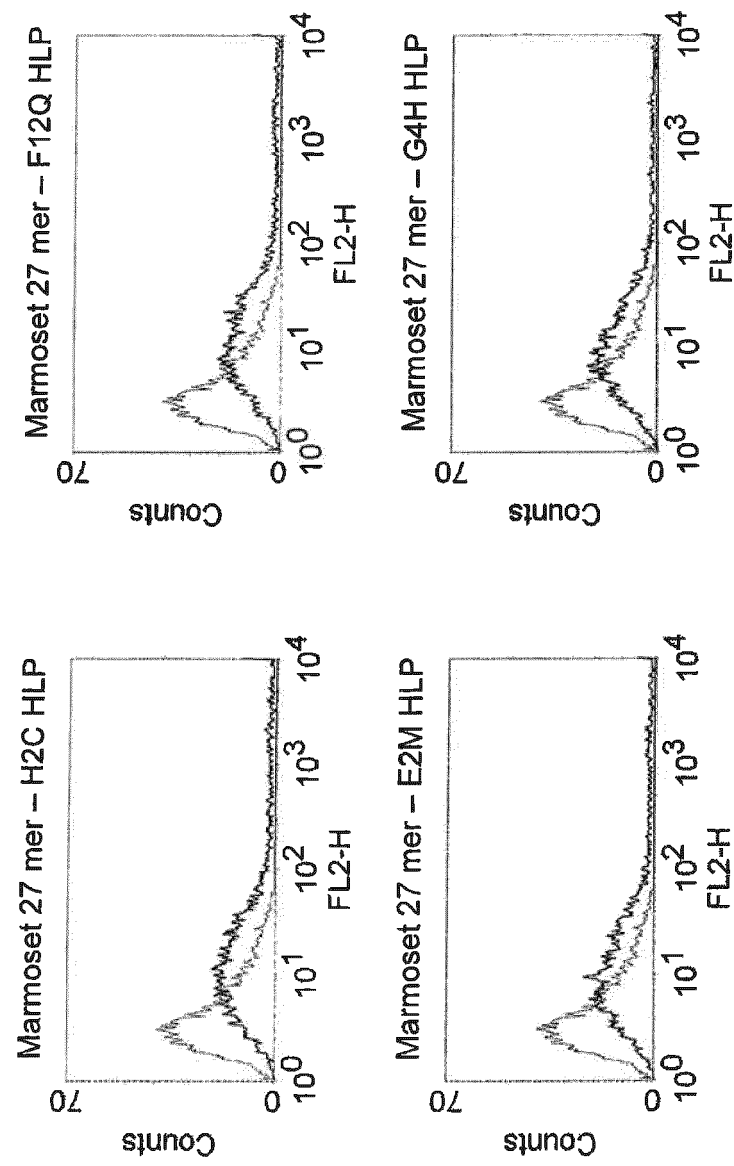 Marmoset 27 mer – H2C HLP
70
Counts
0
10^0 10^1 10^2 10^3 10^4
FL2-H
Marmoset 27 mer – F12Q HLP
70
Counts
0
10^0 10^1 10^2 10^3 10^4
FL2-H
Marmoset 27 mer – E2M HLP
70
Counts
0
10^0 10^1 10^2 10^3 10^4
FL2-H
Marmoset 27 mer – G4H HLP
70
Counts
0
10^0 10^1 10^2 10^3 10^4
FL2-H